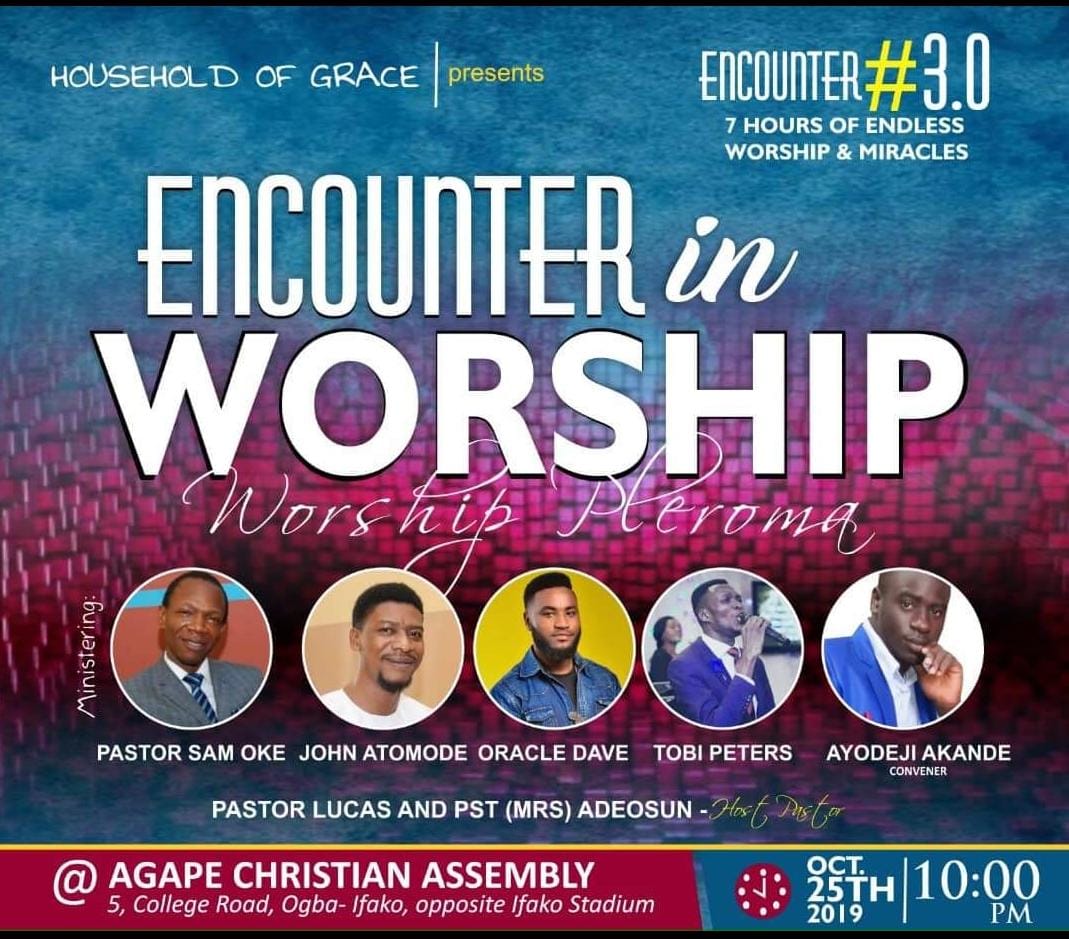 HOUSEHOLD OF GRACE | presents
ENCOUNTER#3.0
7 HOURS OF ENDLESS
WORSHIP & MIRACLES
ENCOUNTER in
WORSHIP
Worship Pleroma
Ministering:
PASTOR SAM OKE
JOHN ATOMODE
ORACLE DAVE
TOBI PETERS
AYODEJI AKANDE
CONVENER
PASTOR LUCAS AND PST (MRS) ADEOSUN - Host Pastor
@ AGAPE CHRISTIAN ASSEMBLY
5, College Road, Ogba- Ifako, opposite Ifako Stadium
OCT.
25TH
2019
10:00
PM